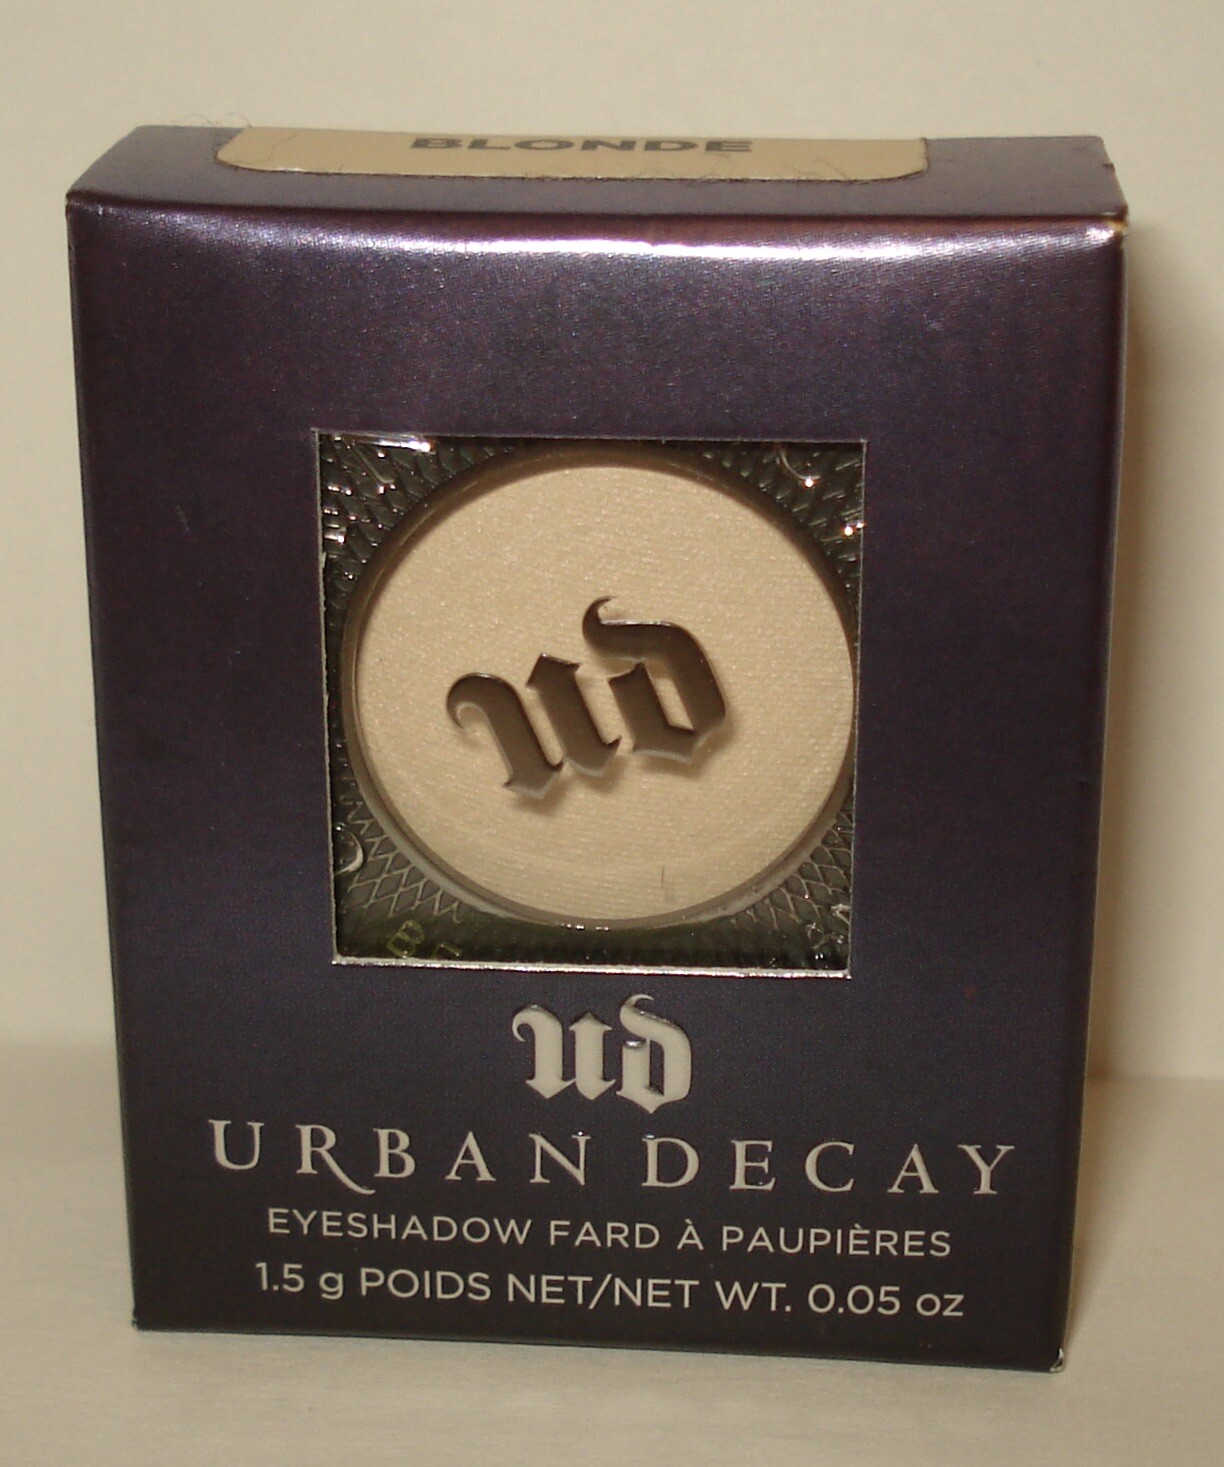 BLONDE
ud
ud
URBAN DECAY
EYESHADOW FARD À PAUPIÈRES
1.5 g POIDS NET/NET WT. 0.05 oz